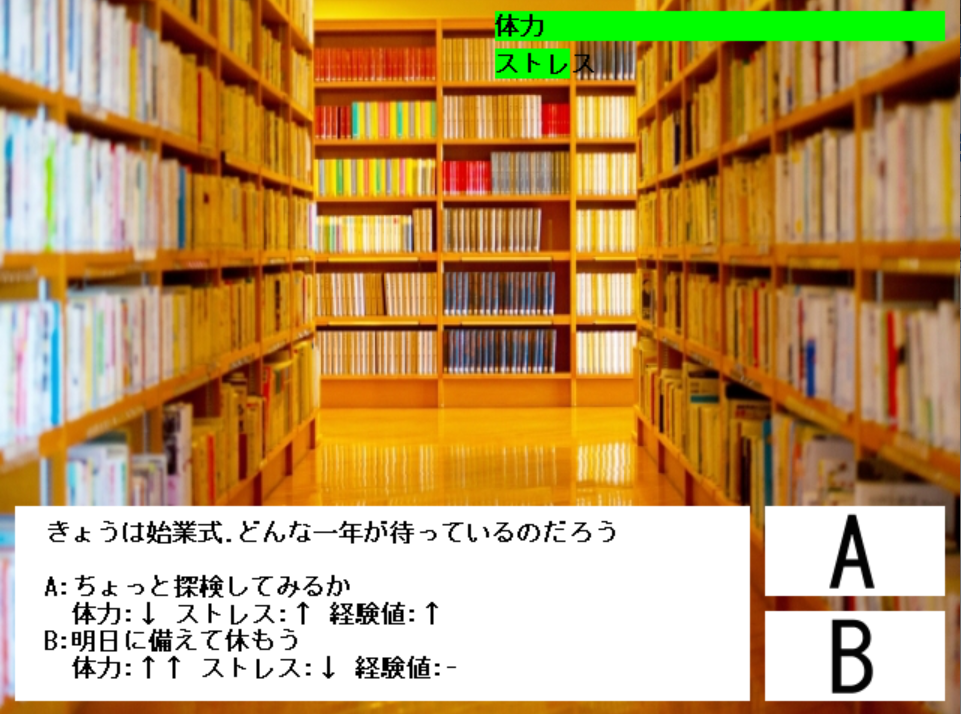 体力
ストレス
きょうは始業式.どんな一年が待っているのだろう
A:ちょっと探検してみるか
体力:↓ ストレス:↑ 経験値:↑
B:明日に備えて休もう
体力:↑↑ ストレス:↓ 経験値:-
A
B